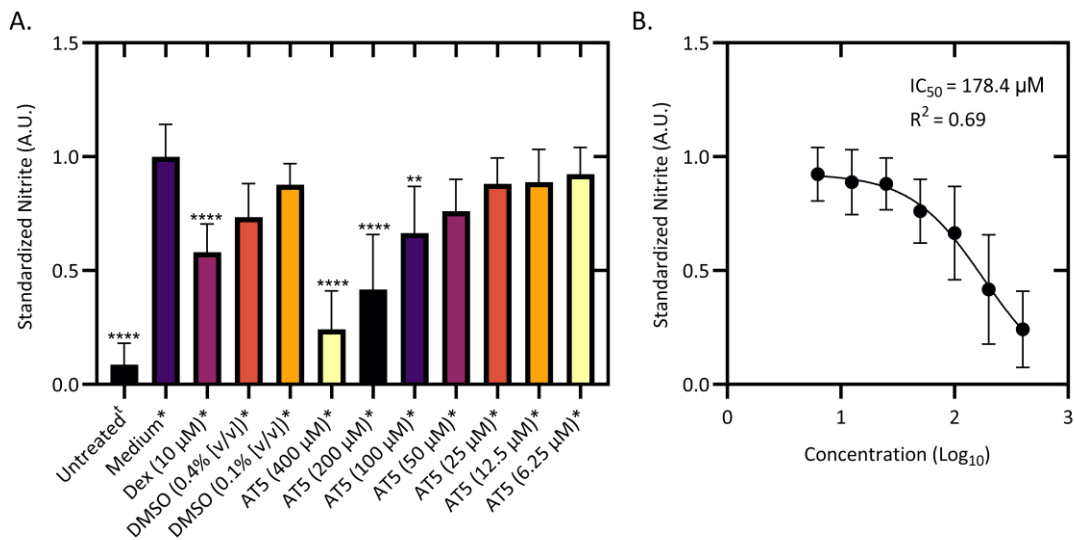 A.
Standardized Nitrite (A.U.)
1.5
1.0
0.5
0.0
****
****
****
****
**
Untreatedᵗ
Medium*
Dex (10 µM)*
DMSO (0.4% [v/v])*
DMSO (0.1% [v/v])*
AT5 (400 µM)*
AT5 (200 µM)*
AT5 (100 µM)*
AT5 (50 µM)*
AT5 (25 µM)*
AT5 (12.5 µM)*
AT5 (6.25 µM)*
B.
Standardized Nitrite (A.U.)
1.5
1.0
0.5
0.0
IC₅₀ = 178.4 µM
R² = 0.69
0
1
2
3
Concentration (Log₁₀)